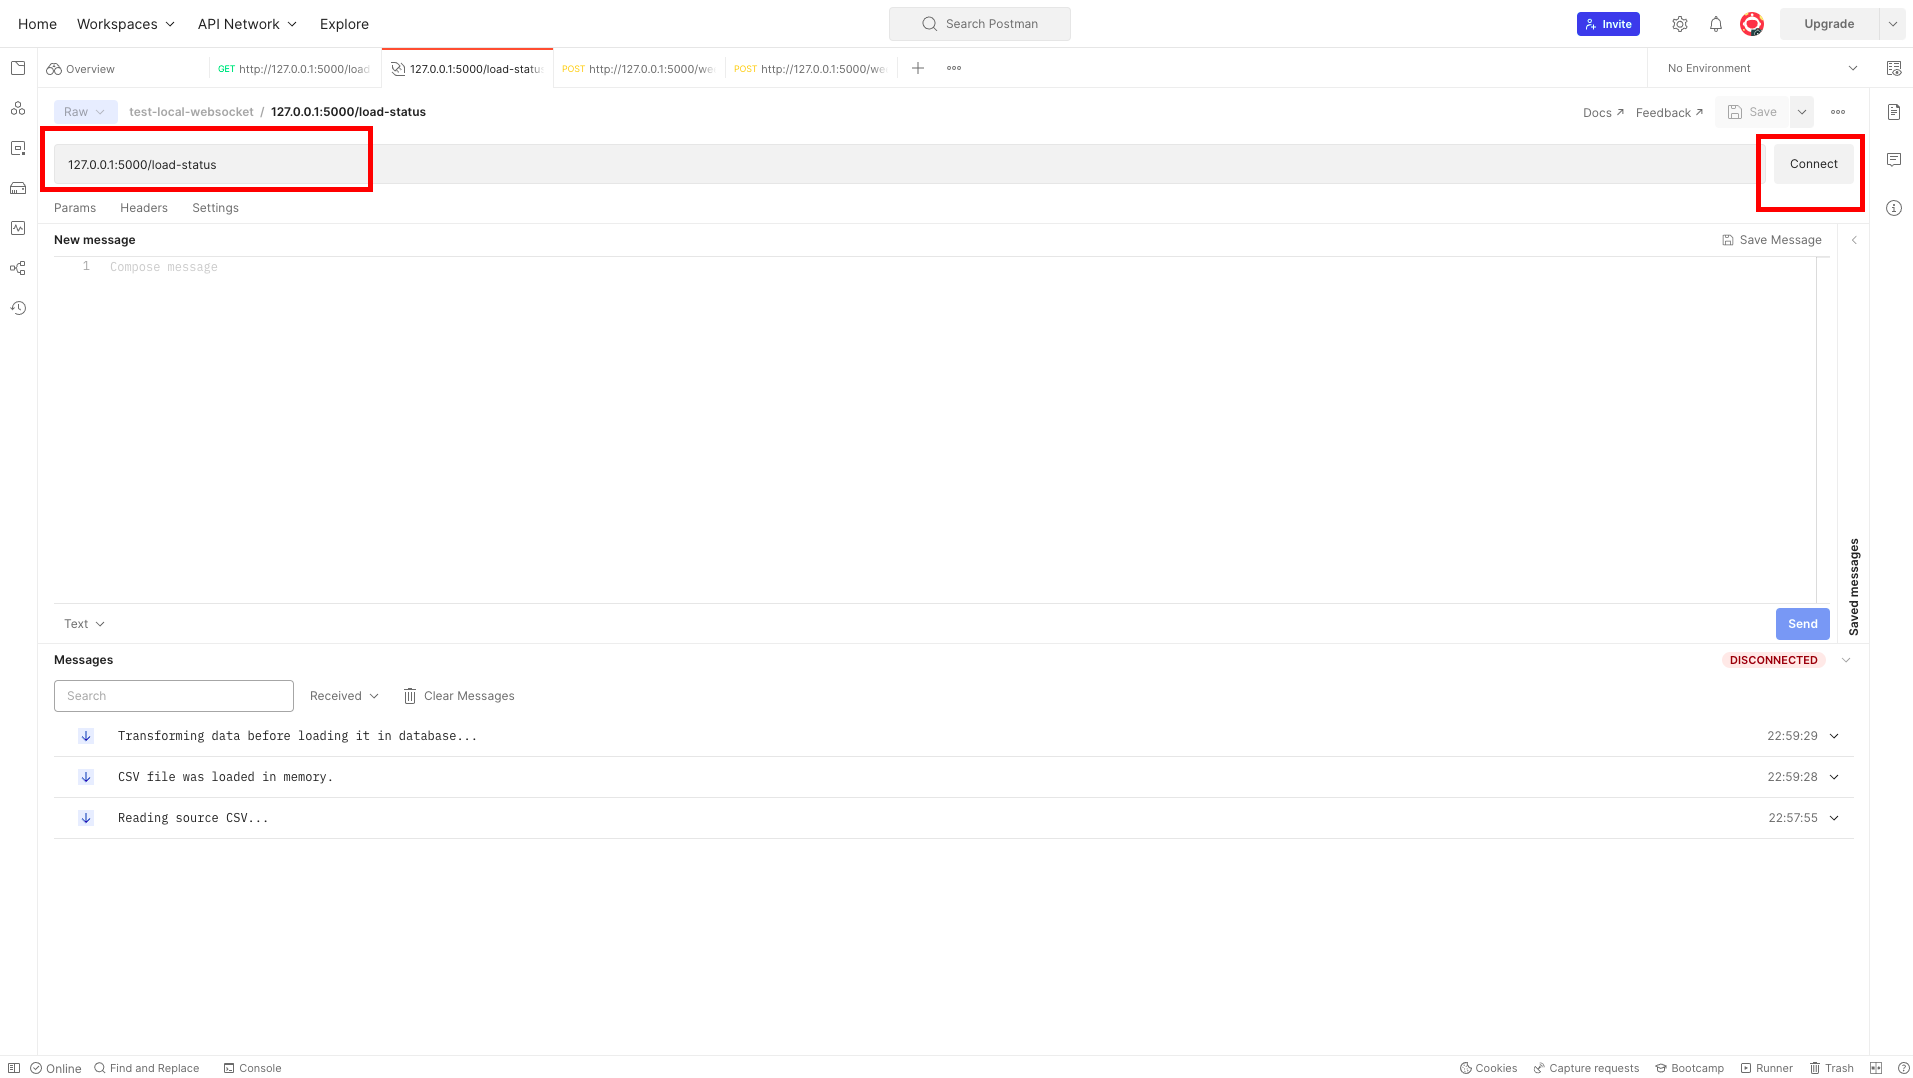 Home Workspaces API Network Explore Search Postman Invite Upgrade
Overview GET http://127.0.0.1:5000/load 127.0.0.1:5000/load-statu POST http://127.0.0.1:5000/we POST http://127.0.0.1:5000/we No Environment
Raw test-local-websocket / 127.0.0.1:5000/load-status Docs Feedback Save
127.0.0.1:5000/load-status Connect
Params Headers Settings
New message Save Message
1 Compose message
Saved messages
Text Send
Messages DISCONNECTED
Search Received Clear Messages
Transforming data before loading it in database... 22:59:29
CSV file was loaded in memory. 22:59:28
Reading source CSV... 22:57:55
Online Find and Replace Console Cookies Capture requests Bootcamp Runner Trash